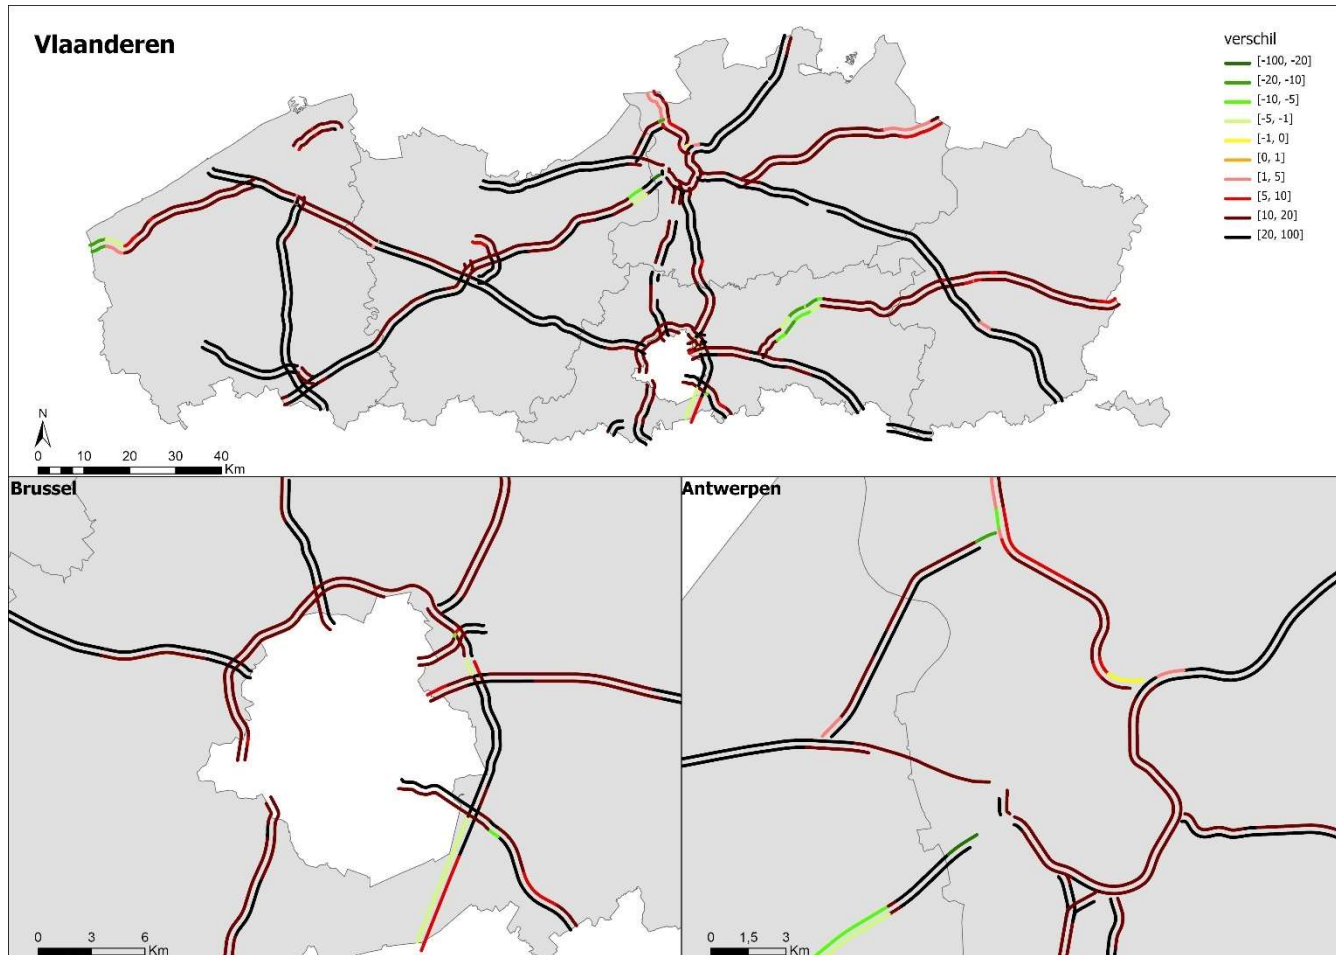 Vlaanderen
verschil
[-100, -20]
[-20, -10]
[-10, -5]
[-5, -1]
[-1, 0]
[0, 1]
[1, 5]
[5, 10]
[10, 20]
[20, 100]
N
0 10 20 30 40
Km
Brussel
Antwerpen
0 3 6
Km
0 1,5 3
Km